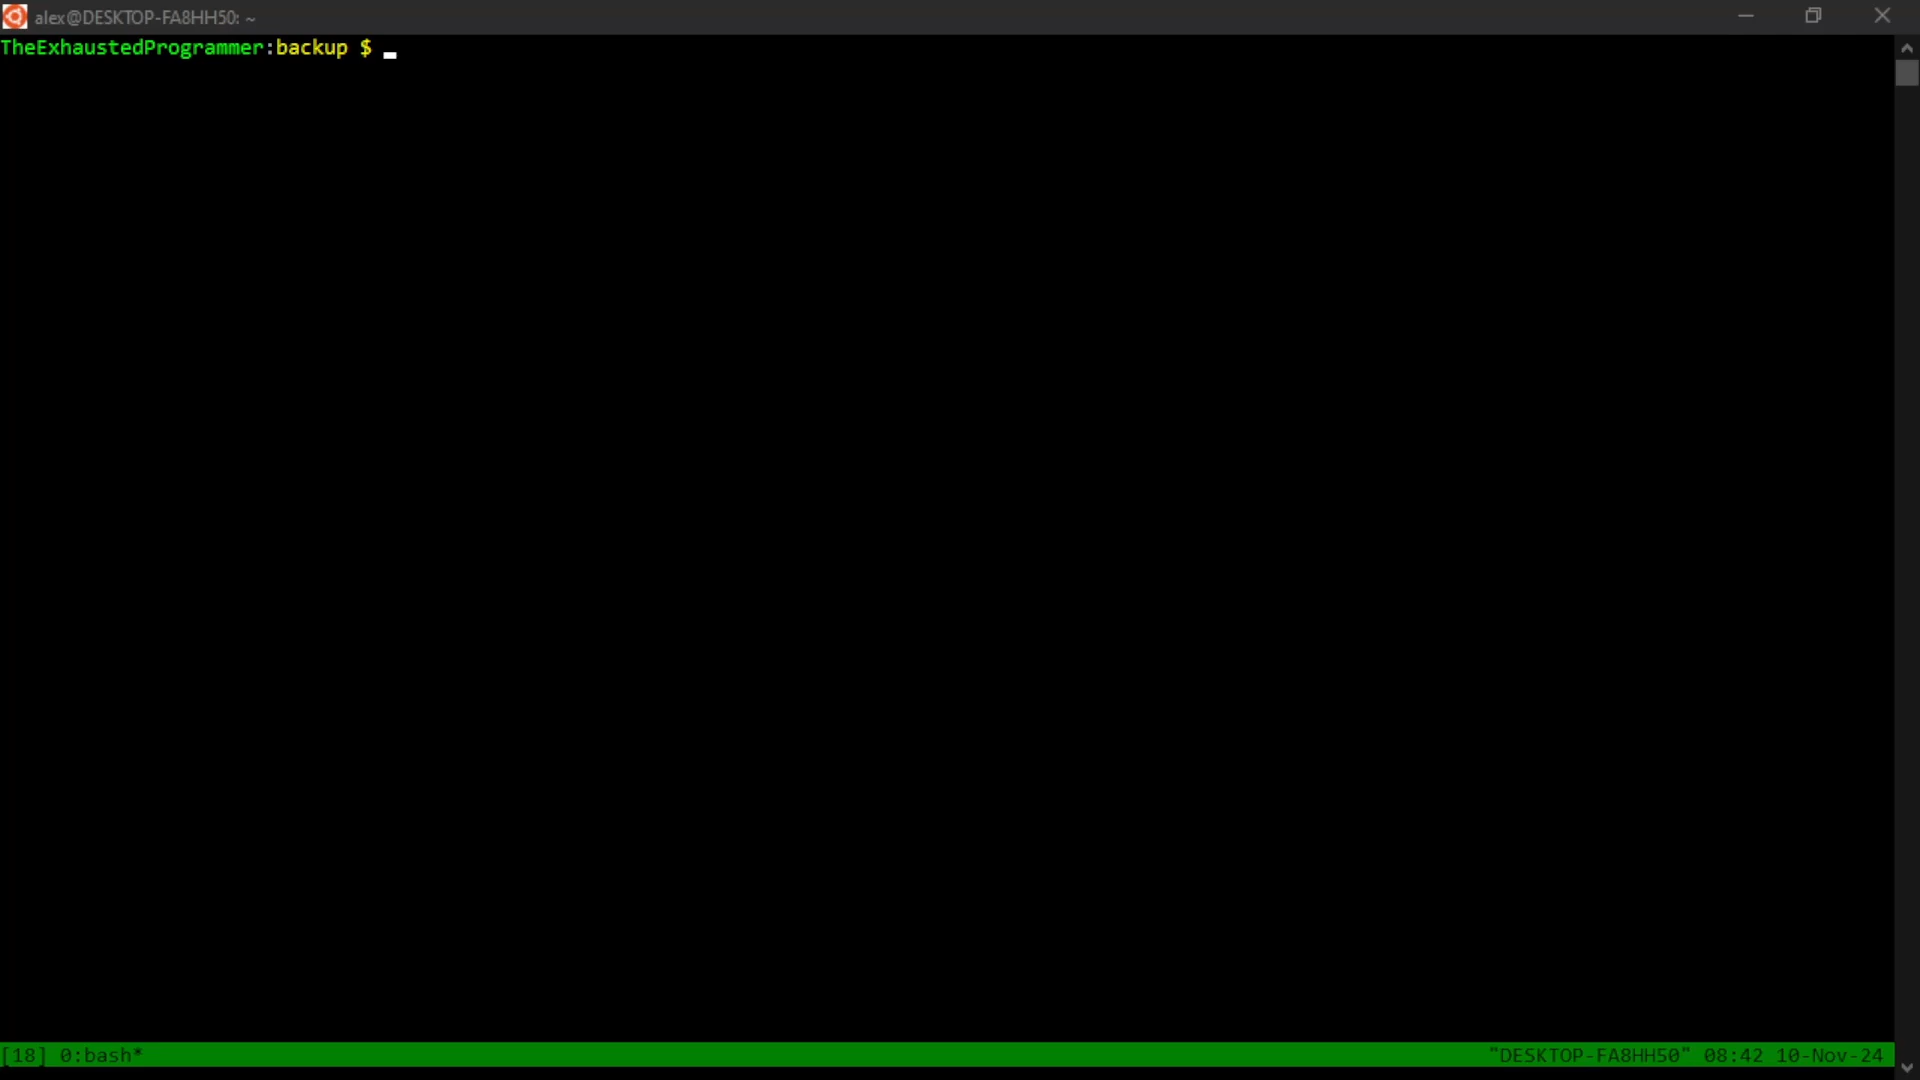 alex@DESKTOP-FA8HH50: ~
TheExhaustedProgrammer:backup $
[18] 0:bash* "DESKTOP-FA8HH50" 08:42 10-Nov-24